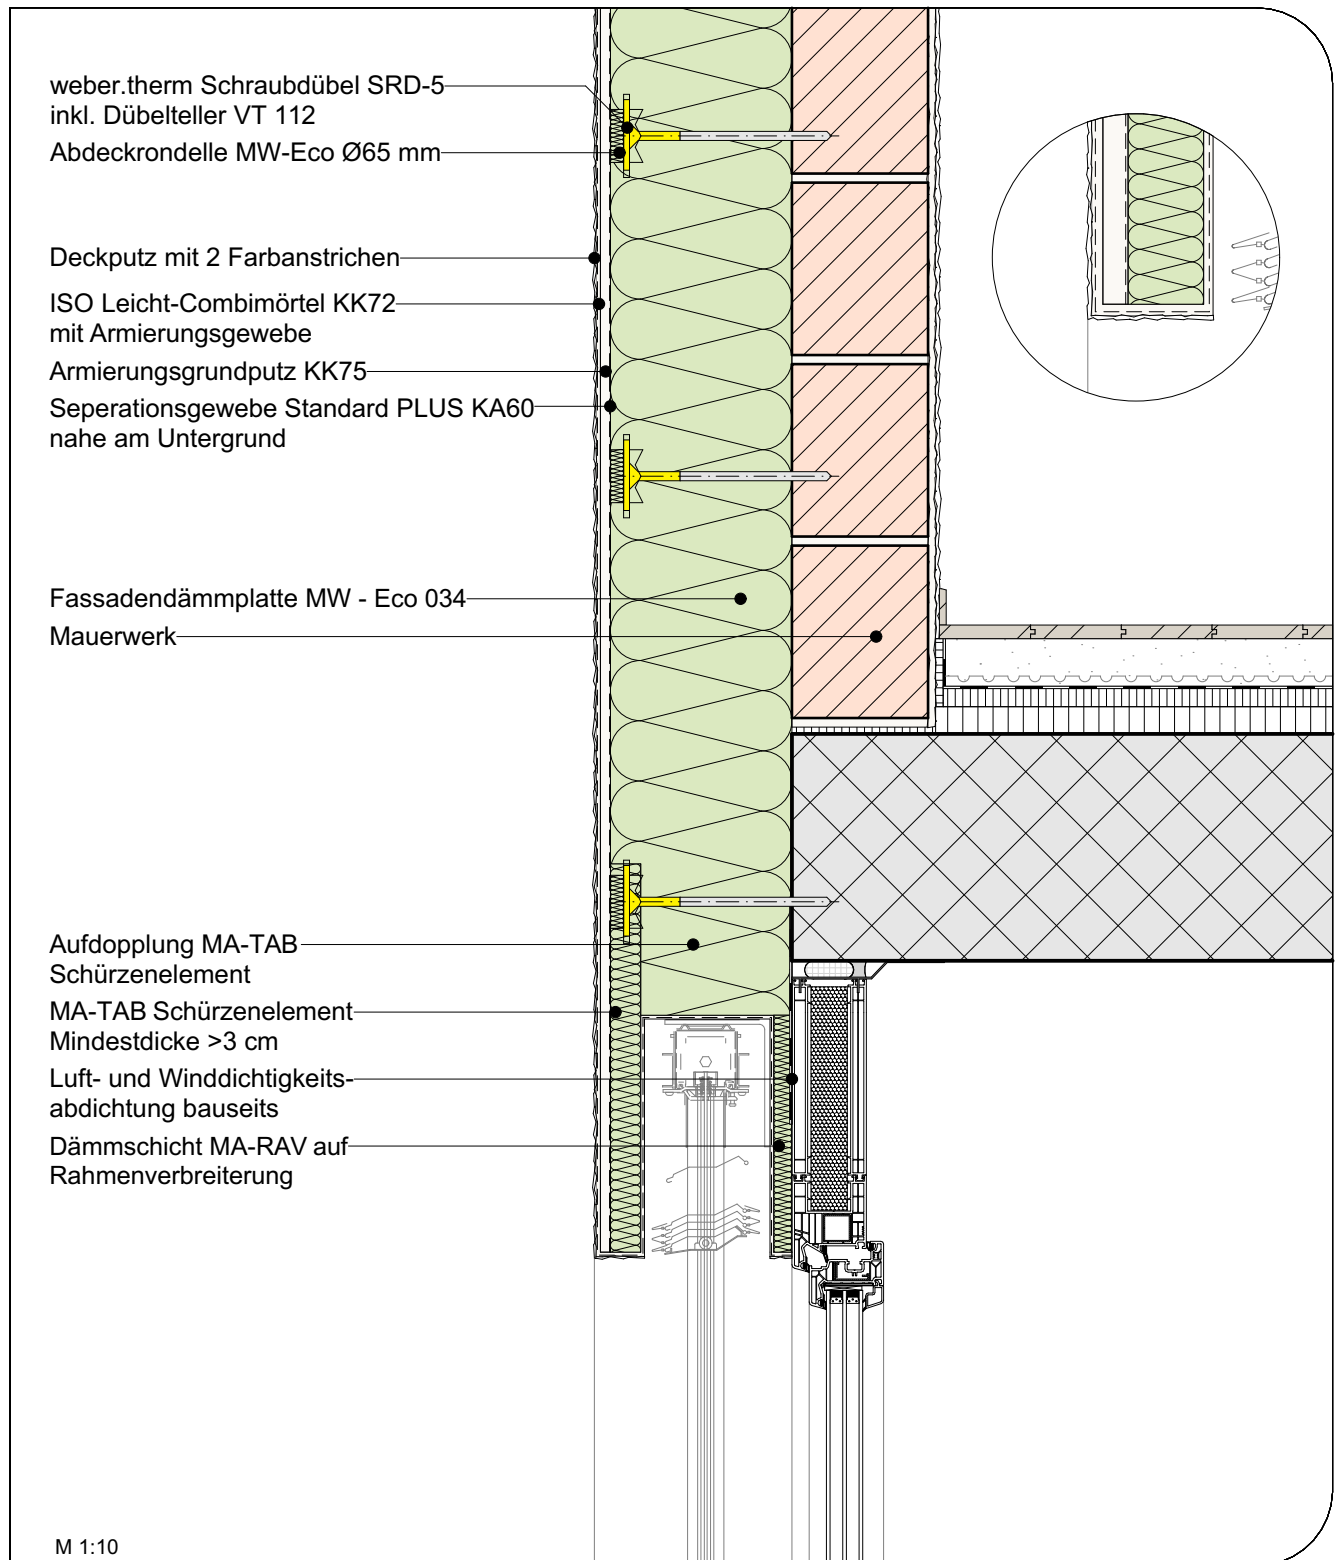 weber.therm Schraubdübel SRD-5
inkl. Dübelteller VT 112
Abdeckrondelle MW-Eco Ø65 mm
Deckputz mit 2 Farbanstrichen
ISO Leicht-Combimörtel KK72
mit Armierungsgewebe
Armierungsgrundputz KK75
Seperationsgewebe Standard PLUS KA60
nahe am Untergrund
Fassadendämmplatte MW - Eco 034
Mauerwerk
Aufdopplung MA-TAB
Schürzenelement
MA-TAB Schürzenelement
Mindestdicke >3 cm
Luft- und Winddichtigkeits-
abdichtung bauseits
Dämmschicht MA-RAV auf
Rahmenverbreiterung
M 1:10